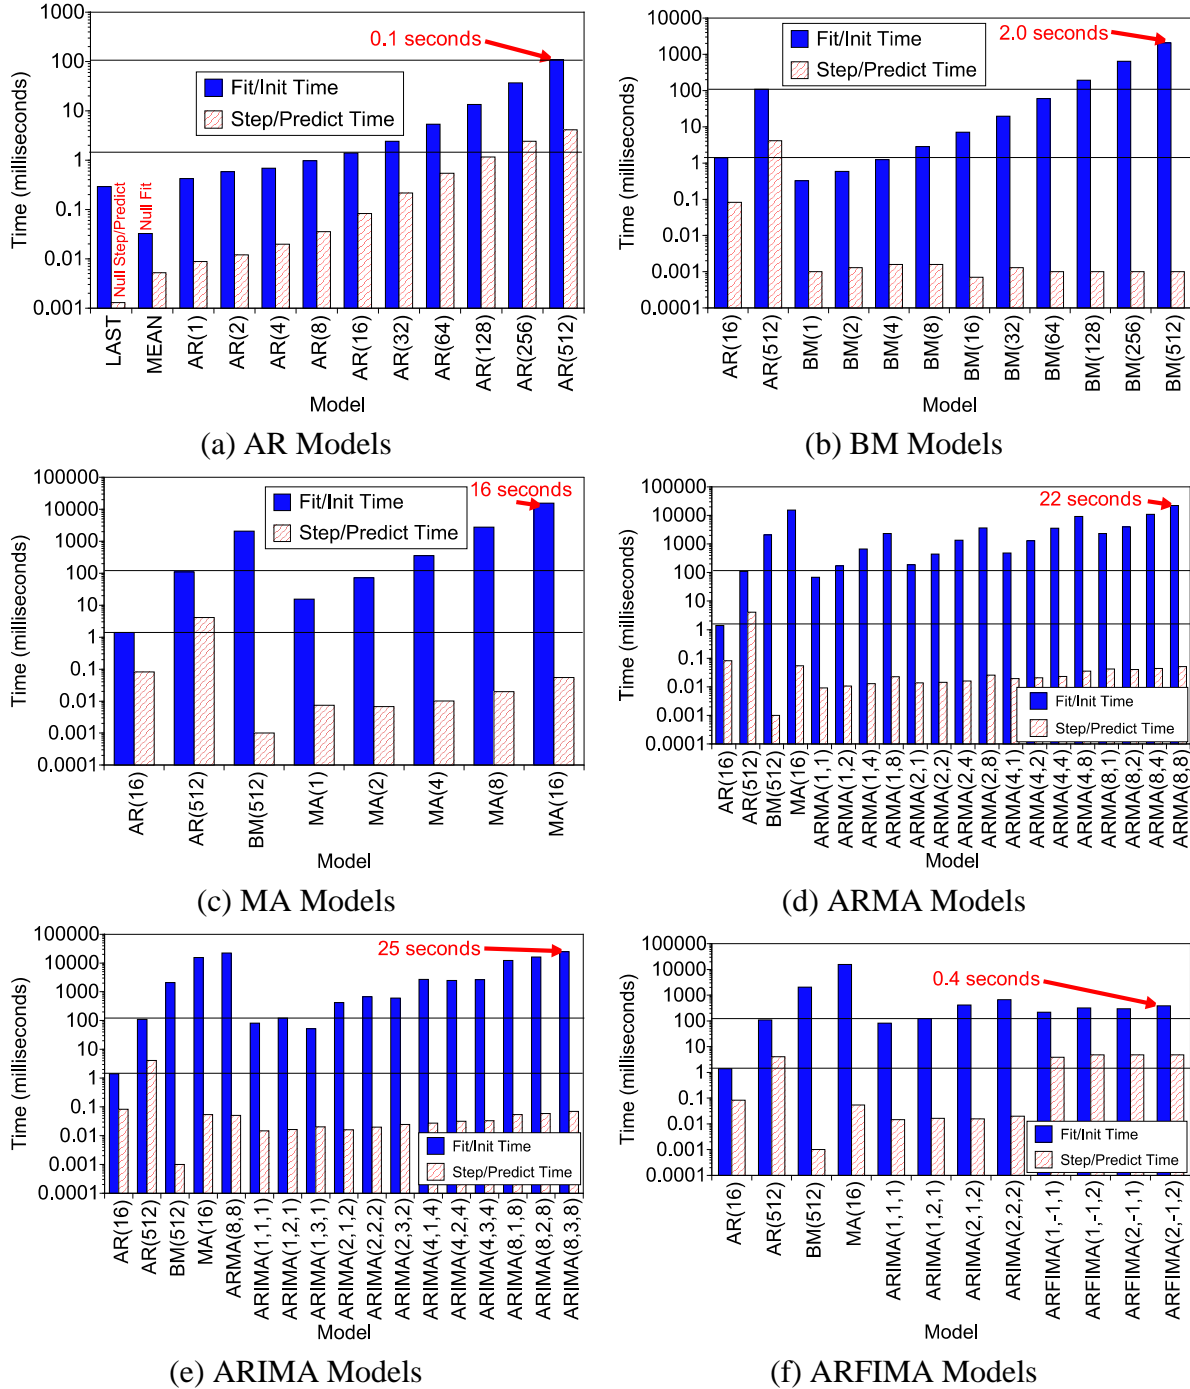 1000
100
10
1
0.1
0.01
0.001
Time (milliseconds)
0.1 seconds
Fit/Init Time
Step/Predict Time
Null Step/Predict
Null Fit
LAST
MEAN
AR(1)
AR(2)
AR(4)
AR(8)
AR(16)
AR(32)
AR(64)
AR(128)
AR(256)
AR(512)
Model
(a) AR Models
10000
1000
100
10
1
0.1
0.01
0.001
0.0001
Time (milliseconds)
2.0 seconds
Fit/Init Time
Step/Predict Time
AR(16)
AR(512)
BM(1)
BM(2)
BM(4)
BM(8)
BM(16)
BM(32)
BM(64)
BM(128)
BM(256)
BM(512)
Model
(b) BM Models
100000
10000
1000
100
10
1
0.1
0.01
0.001
0.0001
Time (milliseconds)
16 seconds
Fit/Init Time
Step/Predict Time
AR(16)
AR(512)
BM(512)
MA(1)
MA(2)
MA(4)
MA(8)
MA(16)
Model
(c) MA Models
100000
10000
1000
100
10
1
0.1
0.01
0.001
0.0001
Time (milliseconds)
22 seconds
Fit/Init Time
Step/Predict Time
AR(16)
AR(512)
BM(512)
MA(16)
ARMA(1,1)
ARMA(1,2)
ARMA(1,4)
ARMA(1,8)
ARMA(2,1)
ARMA(2,2)
ARMA(2,4)
ARMA(2,8)
ARMA(4,1)
ARMA(4,2)
ARMA(4,4)
ARMA(4,8)
ARMA(8,1)
ARMA(8,2)
ARMA(8,4)
ARMA(8,8)
Model
(d) ARMA Models
100000
10000
1000
100
10
1
0.1
0.01
0.001
0.0001
Time (milliseconds)
25 seconds
Fit/Init Time
Step/Predict Time
AR(16)
AR(512)
BM(512)
MA(16)
ARMA(8,8)
ARIMA(1,1,1)
ARIMA(1,2,1)
ARIMA(1,3,1)
ARIMA(2,1,2)
ARIMA(2,2,2)
ARIMA(2,3,2)
ARIMA(4,1,4)
ARIMA(4,2,4)
ARIMA(4,3,4)
ARIMA(8,1,8)
ARIMA(8,2,8)
ARIMA(8,3,8)
Model
(e) ARIMA Models
100000
10000
1000
100
10
1
0.1
0.01
0.001
0.0001
Time (milliseconds)
0.4 seconds
Fit/Init Time
Step/Predict Time
AR(16)
AR(512)
BM(512)
MA(16)
ARIMA(1,1,1)
ARIMA(1,2,1)
ARIMA(2,1,2)
ARIMA(2,2,2)
ARFIMA(1,-1,1)
ARFIMA(1,-1,2)
ARFIMA(2,-1,1)
ARFIMA(2,-1,2)
Model
(f) ARFIMA Models